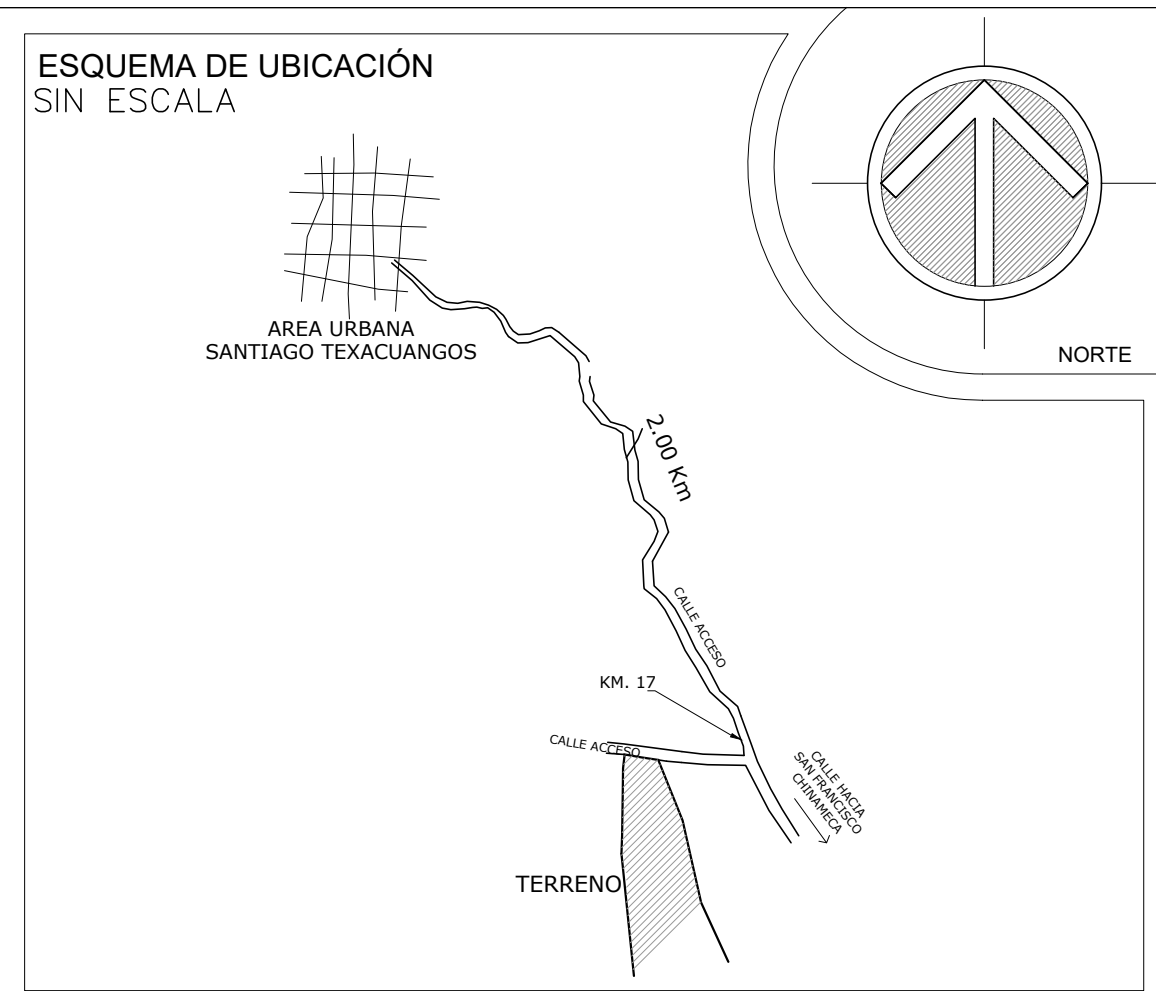 ESQUEMA DE UBICACIÓN
SIN ESCALA
NORTE
AREA URBANA
SANTIAGO TEXACUANGOS
2.00 Km
CALLE ACCESO
KM. 17
CALLE ACCESO
CALLE HACIA
SAN FRANCISCO
CHINAMECA
TERRENO